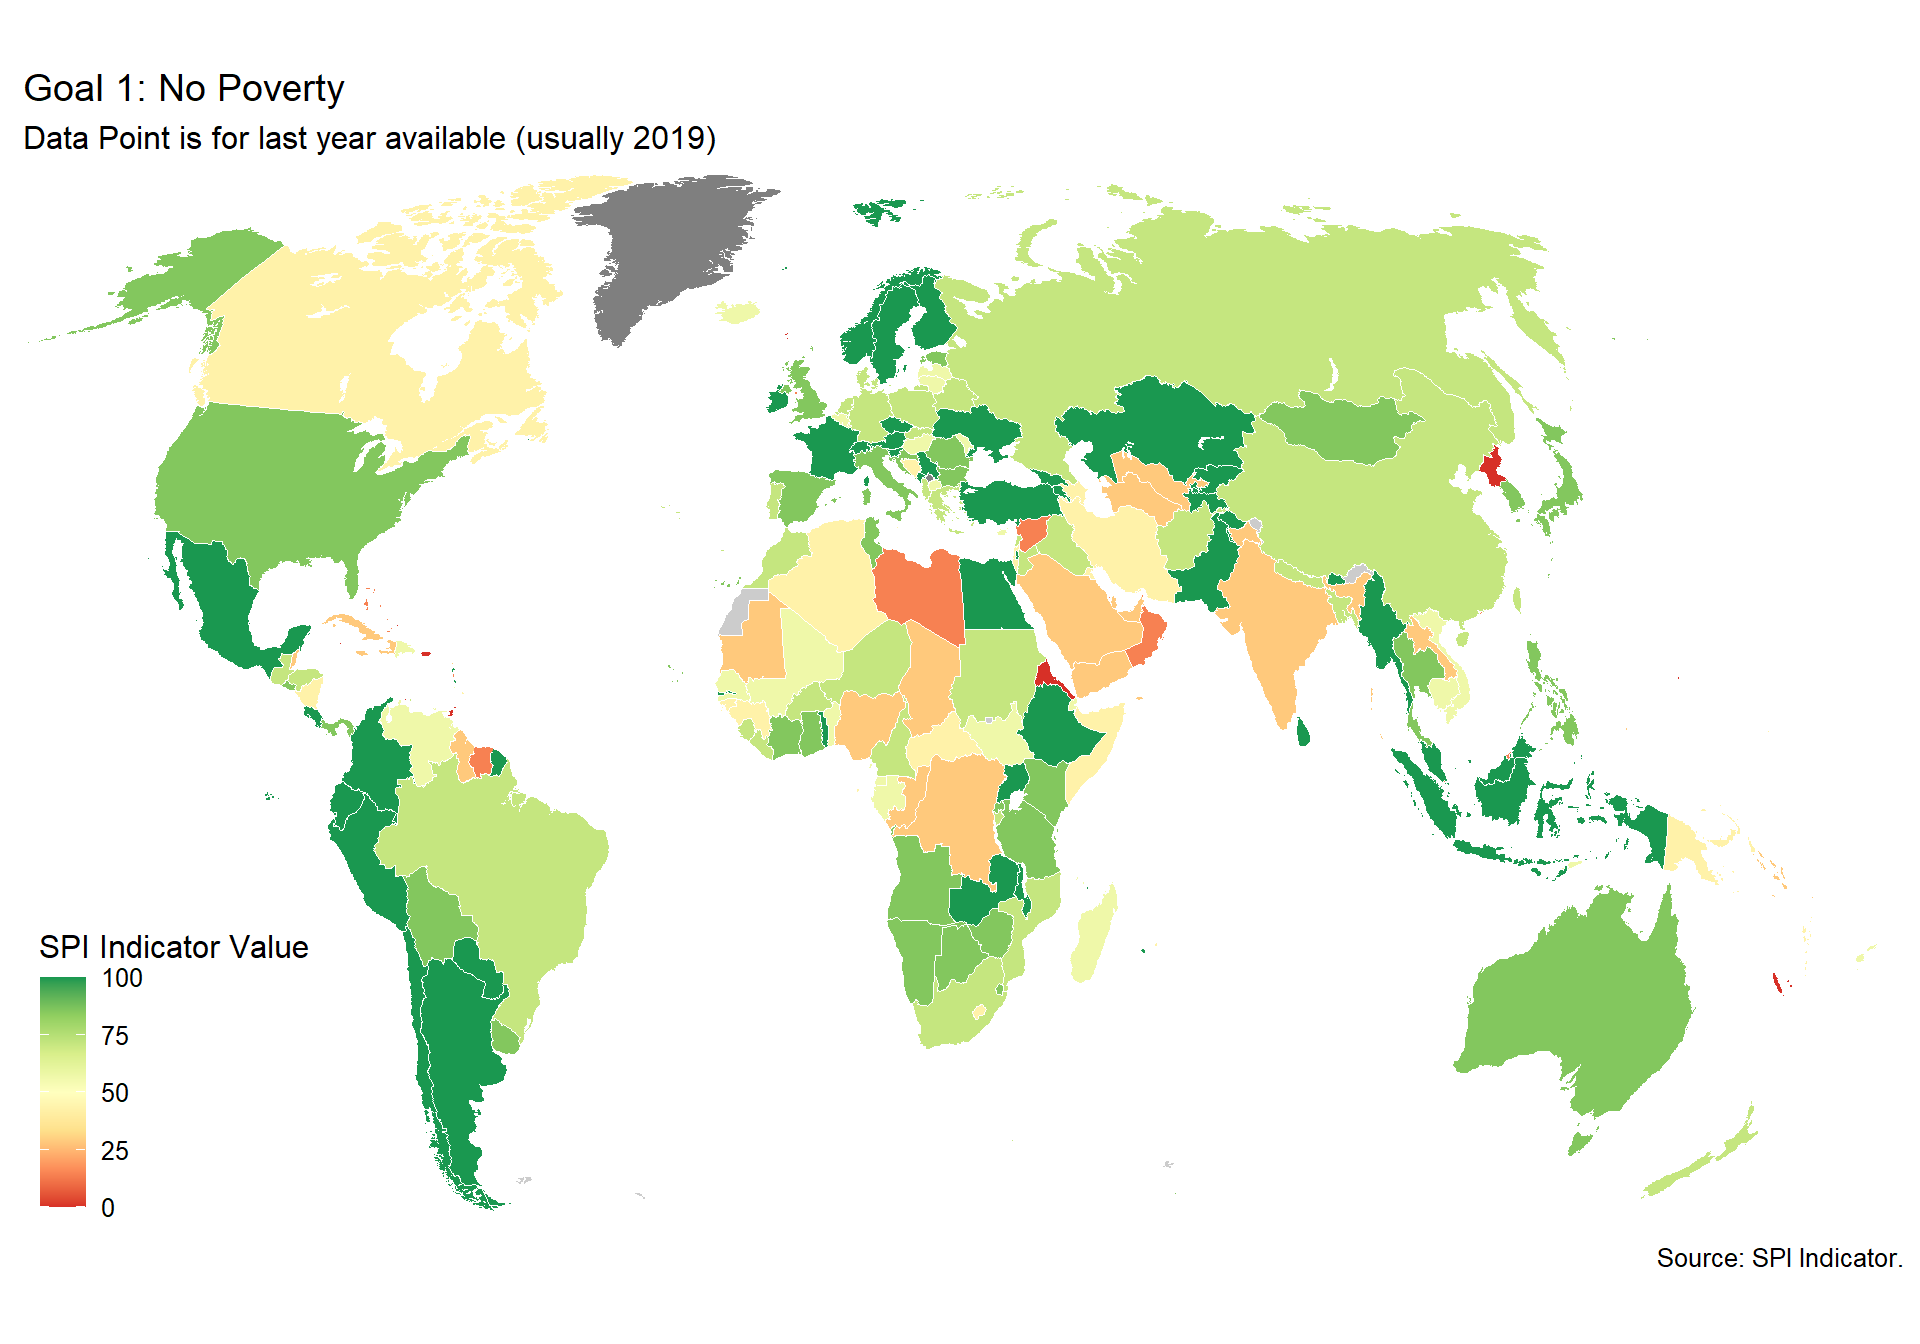 Goal 1: No Poverty
Data Point is for last year available (usually 2019)
SPI Indicator Value
100
75
50
25
0
Source: SPI Indicator.